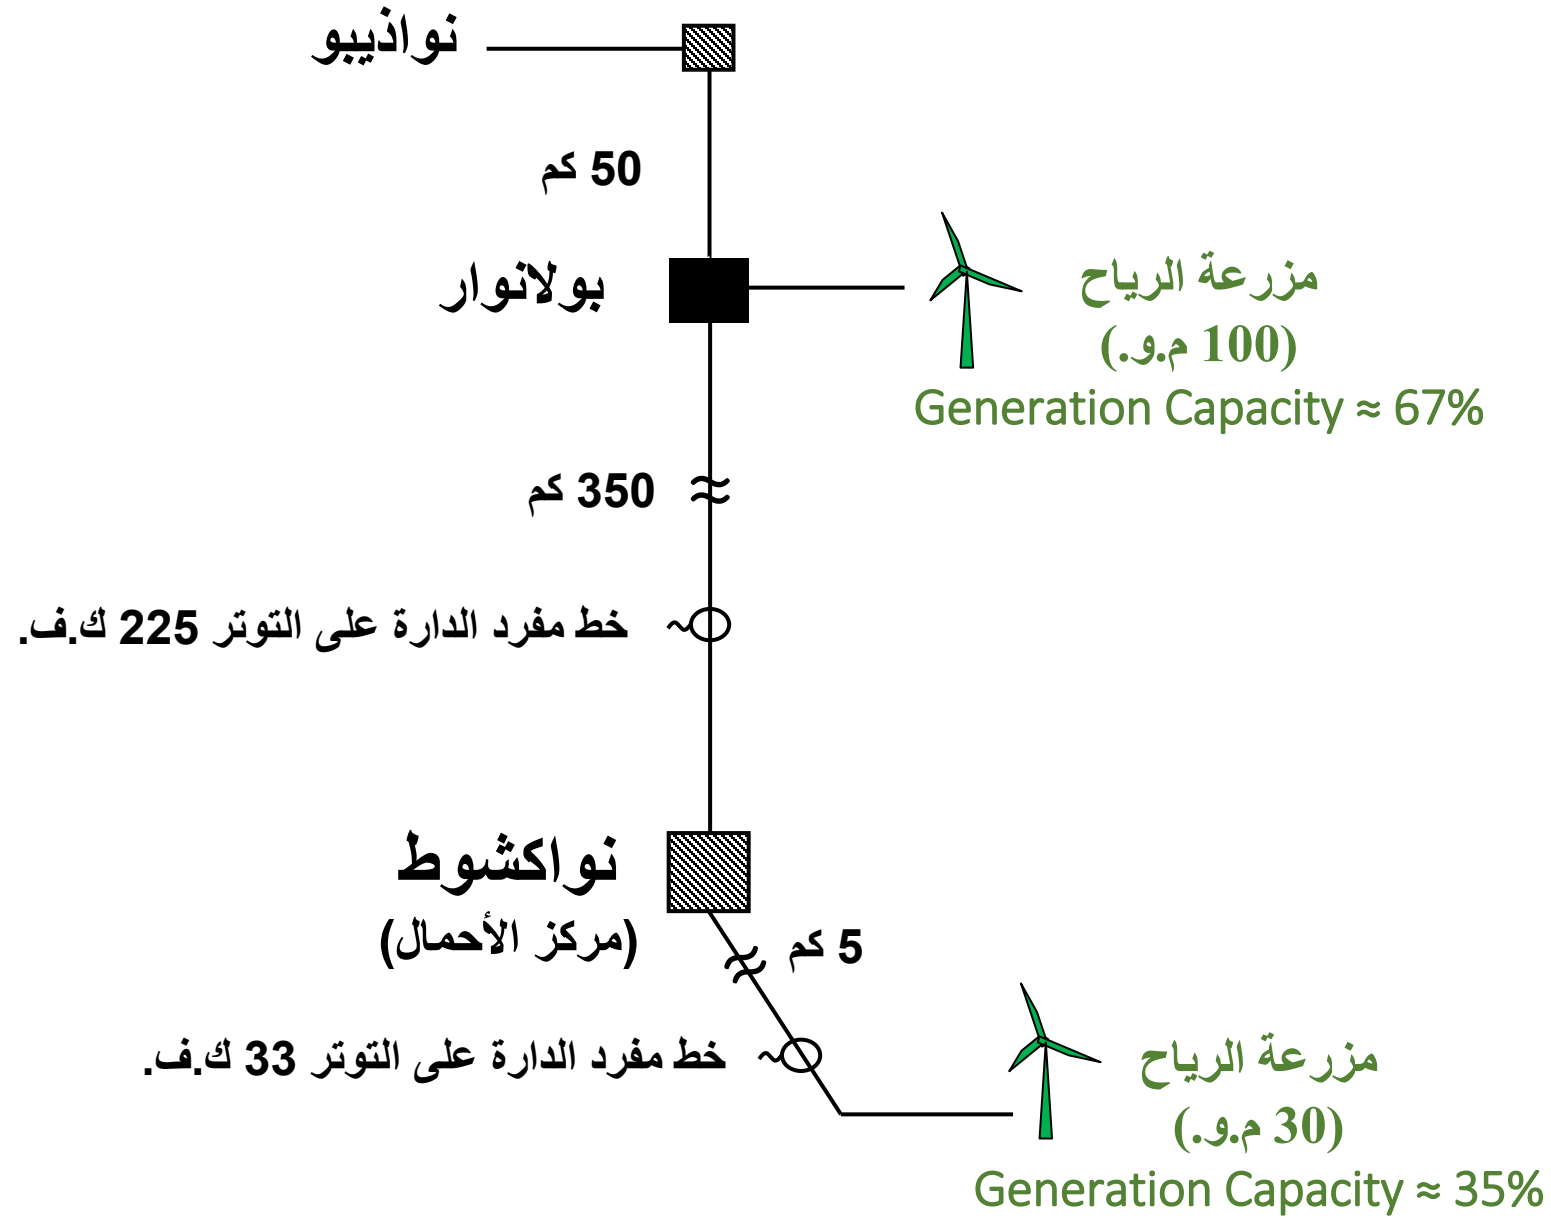 نواذيبو
50 كم
بولانوار
مزرعة الرياح
(100 م.و.)
Generation Capacity ≈ 67%
350 كم
خط مفرد الدارة على التوتر 225 ك.ف.
نواكشوط
(مركز الأحمال)
5 كم
خط مفرد الدارة على التوتر 33 ك.ف.
مزرعة الرياح
(30 م.و.)
Generation Capacity ≈ 35%